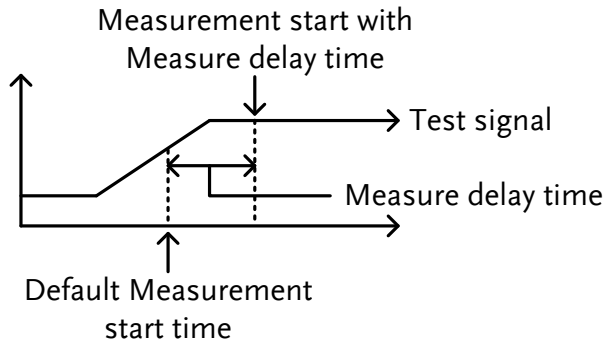 Measurement start with
Measure delay time
Test signal
Measure delay time
Default Measurement
start time